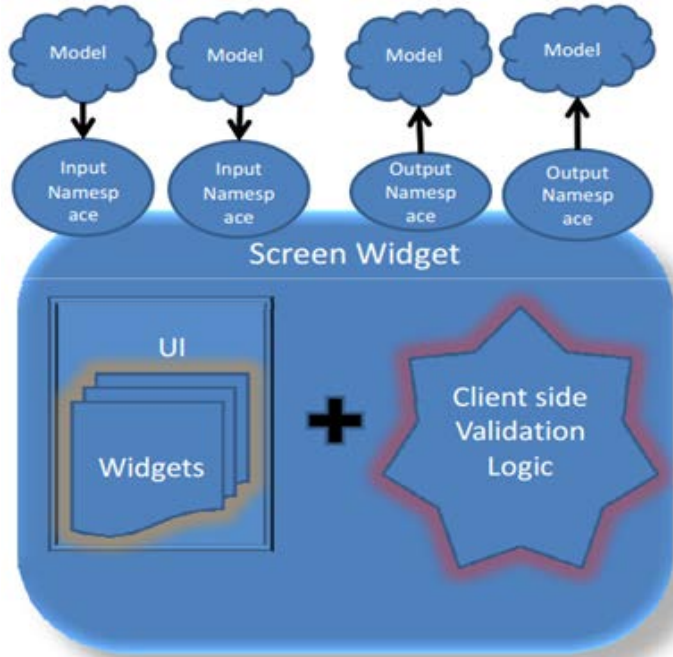 Model
Model
Model
Model
Input
Namesp
ace
Input
Namesp
ace
Output
Namesp
ace
Output
Namesp
ace
Screen Widget
UI
Widgets
Client side
Validation
Logic